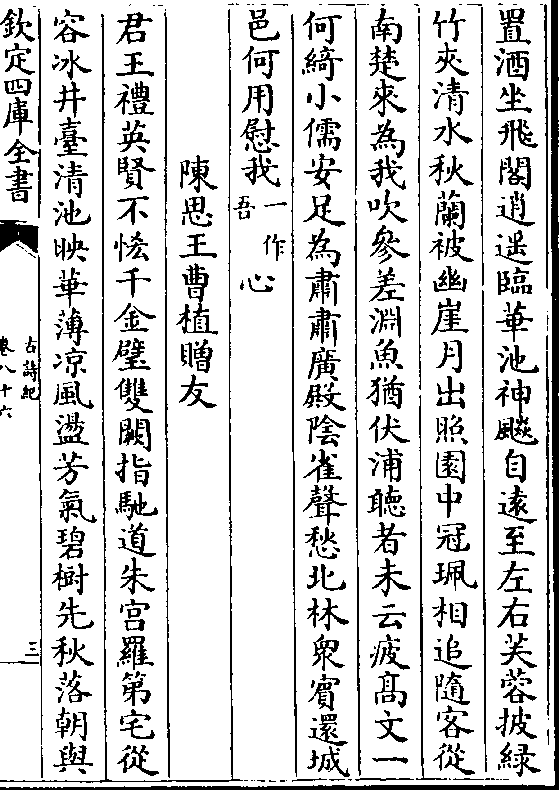 置酒坐飛閣逍遥臨華池神飈自逺至左右芙蓉披緑
竹夾清水秋蘭被幽崖月出照園中冠珮相追隨客從
南楚來為我吹參差淵魚猶伏浦聴者未云疲髙文一
何綺小儒安足為肅肅廣殿陰雀聲愁北林衆賓還城
邑何用慰我一作吾心
陳思王曹植贈友
君王禮英賢不恡千金璧雙闕指馳道朱宫羅第宅從
容冰井臺清池映華薄凉風盪芳氣碧樹先秋落朝與
欽定四庫全書
古詩紀
卷八十六
三